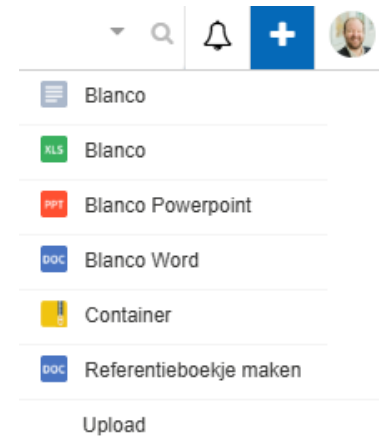 Blanco
XLS Blanco
PPT Blanco Powerpoint
DOC Blanco Word
Container
DOC Referentieboekje maken
Upload